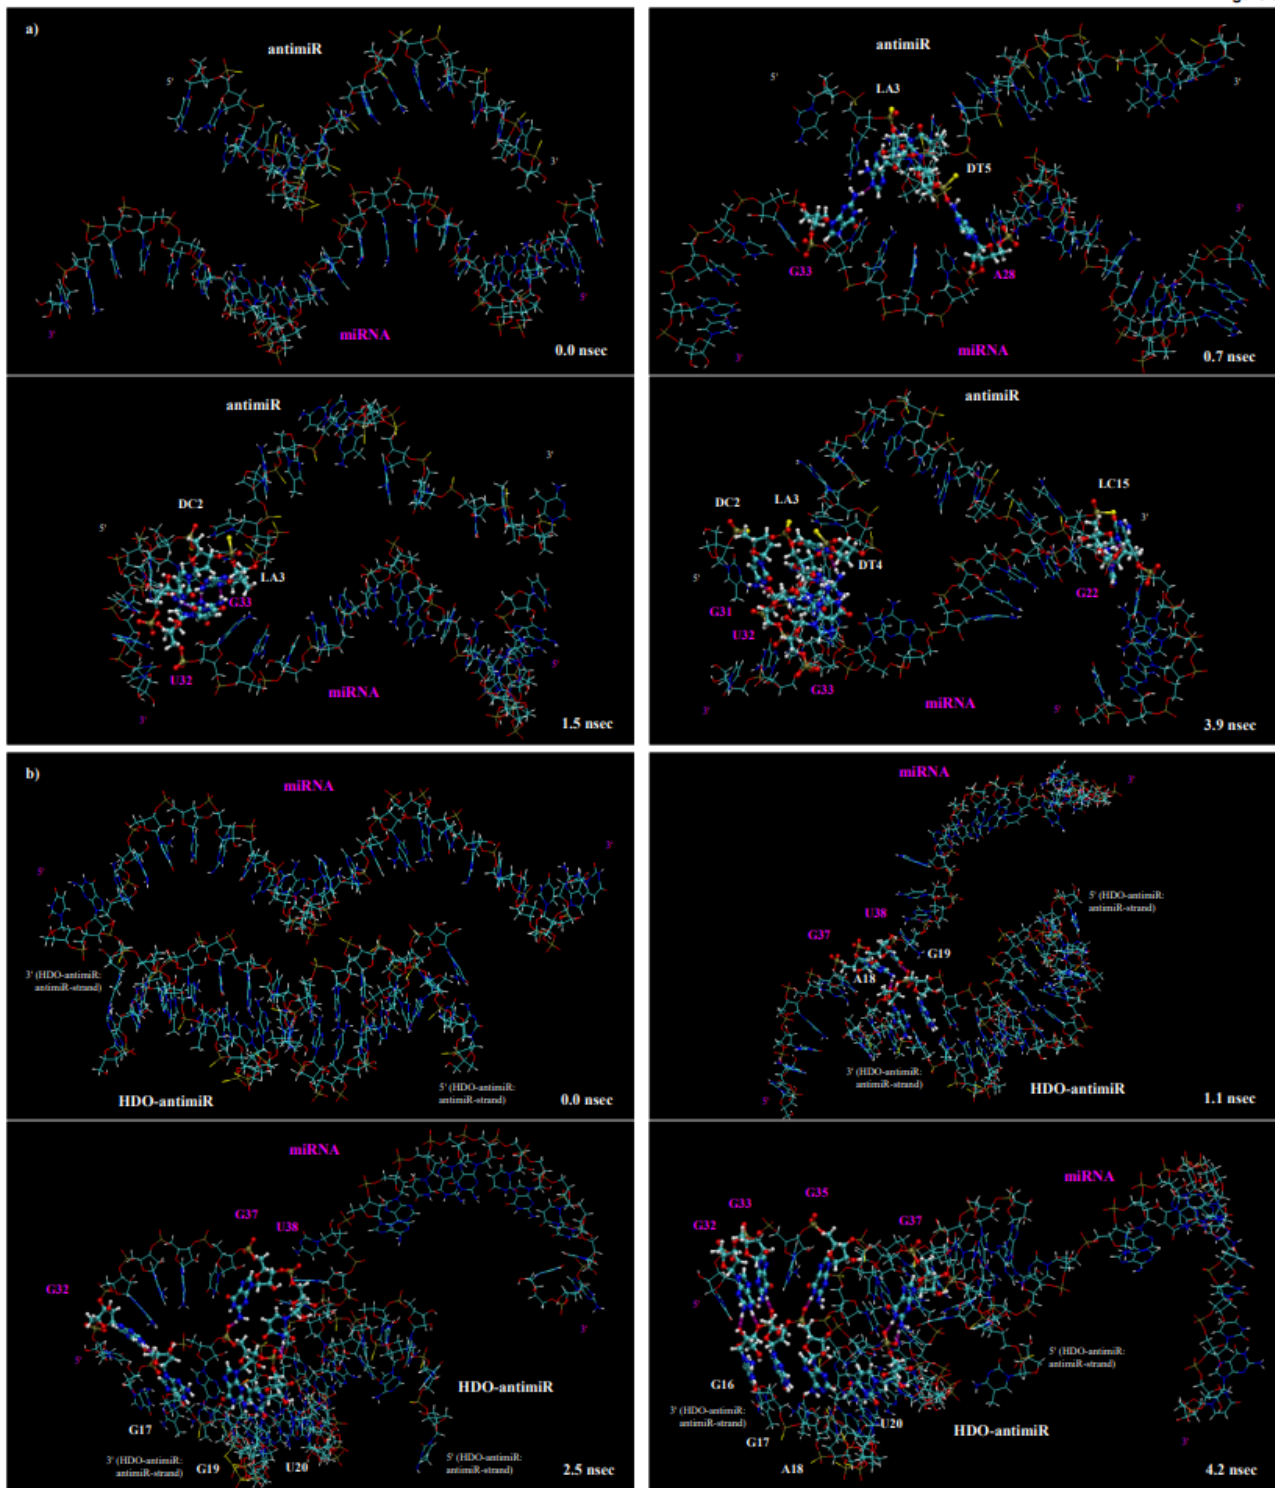 a)
antimiR
5'
3'
3'
miRNA
5'
0.0 nsec
antimiR
5'
LA3
3'
DT5
5'
G33
A28
3'
miRNA
0.7 nsec
antimiR
3'
DC2
5'
LA3
G33
U32
miRNA
5'
3'
1.5 nsec
antimiR
LC15
DC2
LA3
3'
DT4
5'
G31
G22
U32
G33
miRNA
3'
5'
3.9 nsec
b)
miRNA
3'
5'
3' (HDO-antimiR:
antimiR-strand)
5' (HDO-antimiR:
antimiR-strand)
HDO-antimiR
0.0 nsec
miRNA
3'
5' (HDO-antimiR:
antimiR-strand)
U38
G37
G19
A18
3' (HDO-antimiR:
antimiR-strand)
HDO-antimiR
5'
1.1 nsec
miRNA
G37
U38
G32
3'
5'
HDO-antimiR
G17
3' (HDO-antimiR:
antimiR-strand)
G19
U20
5' (HDO-antimiR:
antimiR-strand)
2.5 nsec
miRNA
G35
G33
G32
G37
5'
5' (HDO-antimiR:
antimiR-strand)
G16
3' (HDO-antimiR:
antimiR-strand)
U20
HDO-antimiR
G17
A18
3'
4.2 nsec